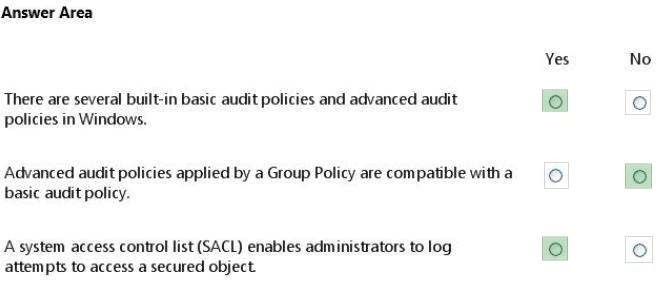 Answer Area
Yes No
There are several built-in basic audit policies and advanced audit
policies in Windows.
Advanced audit policies applied by a Group Policy are compatible with a
basic audit policy.
A system access control list (SACL) enables administrators to log
attempts to access a secured object.